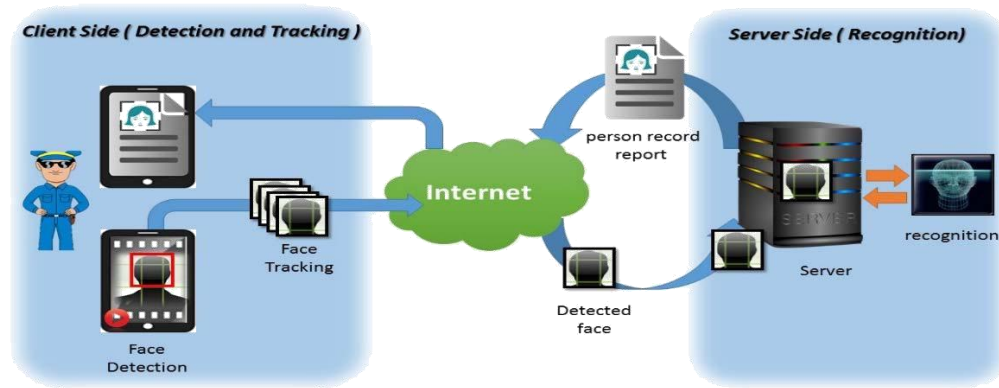 Client Side ( Detection and Tracking )
Server Side ( Recognition)
person record
report
Internet
Face
Tracking
SERVER
recognition
Server
Detected
face
Face
Detection